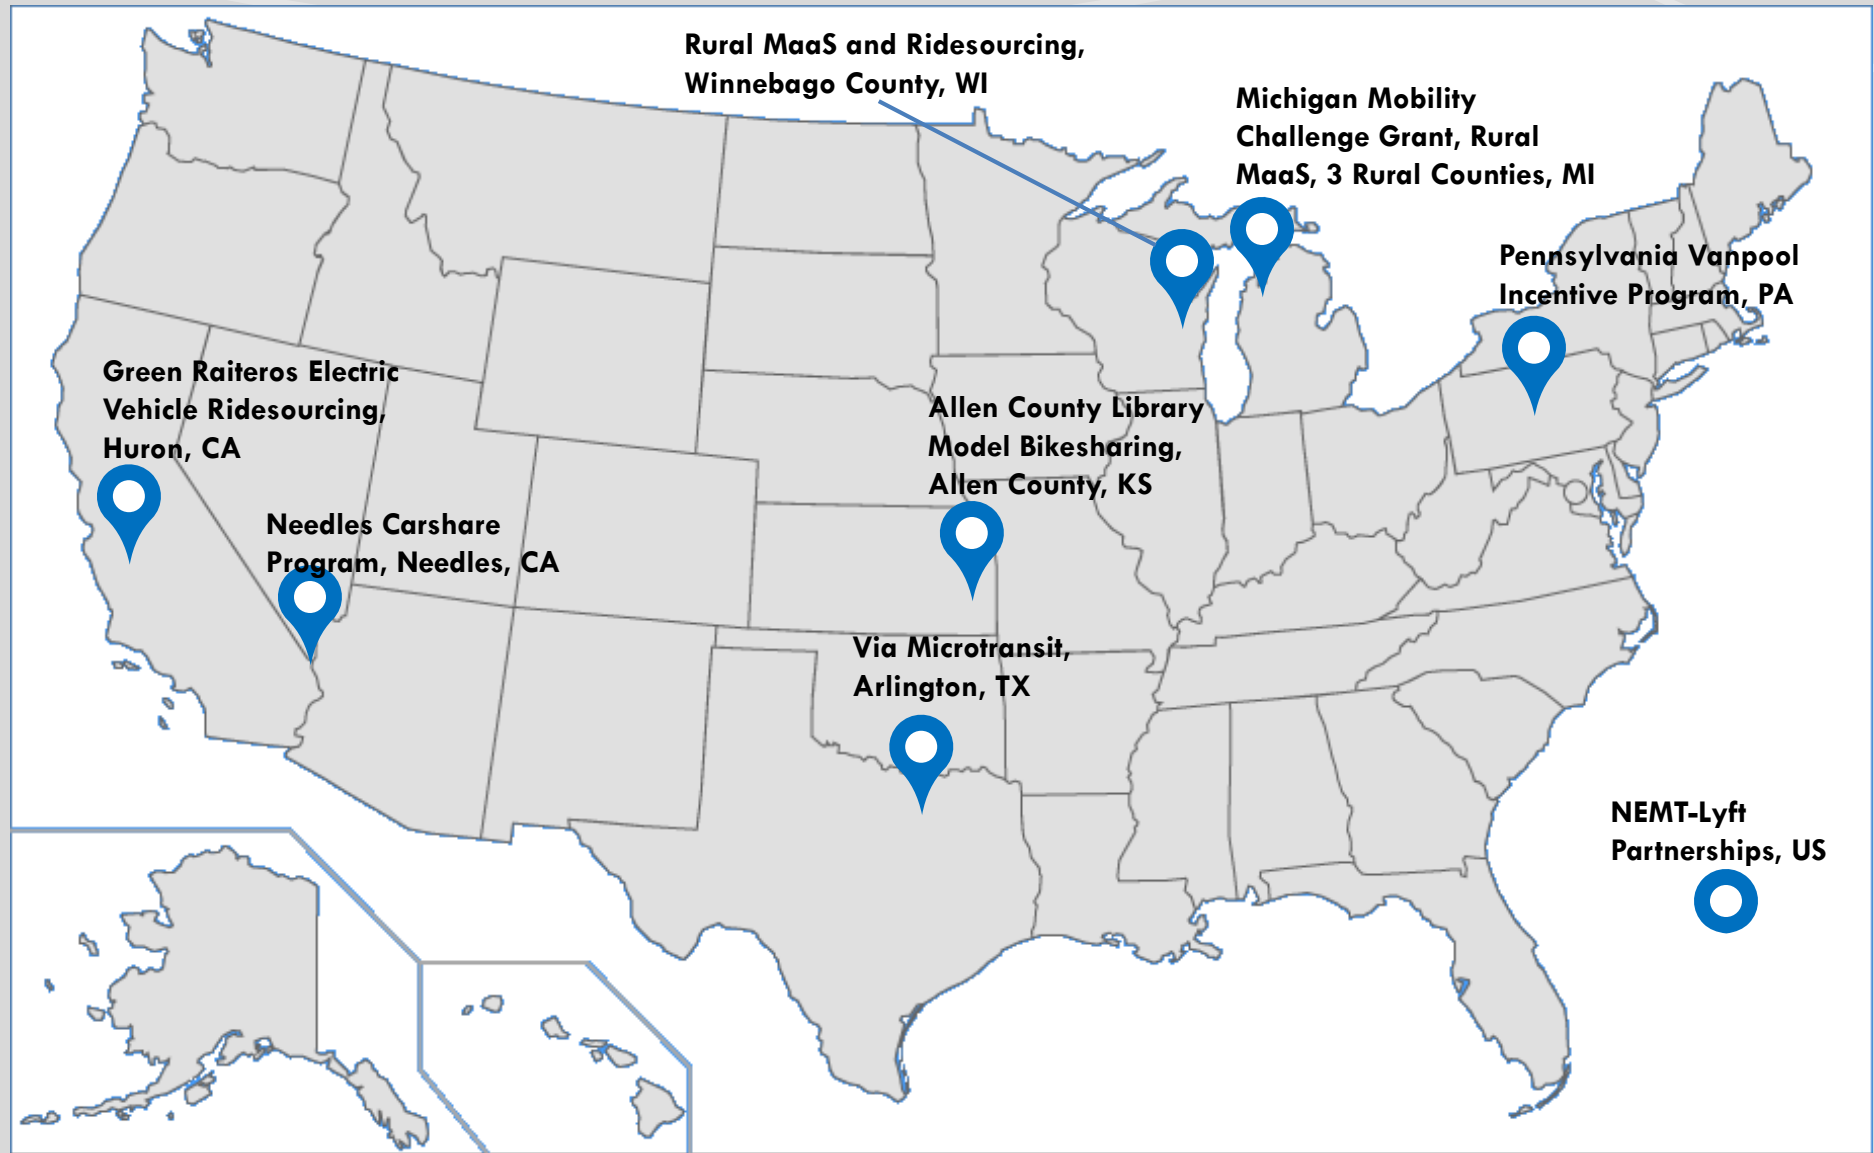 Rural MaaS and Ridesourcing,
Winnebago County, WI
Michigan Mobility
Challenge Grant, Rural
MaaS, 3 Rural Counties, MI
Pennsylvania Vanpool
Incentive Program, PA
Green Raiteros Electric
Vehicle Ridesourcing,
Huron, CA
Allen County Library
Model Bikesharing,
Allen County, KS
Needles Carshare
Program, Needles, CA
Via Microtransit,
Arlington, TX
NEMT-Lyft
Partnerships, US